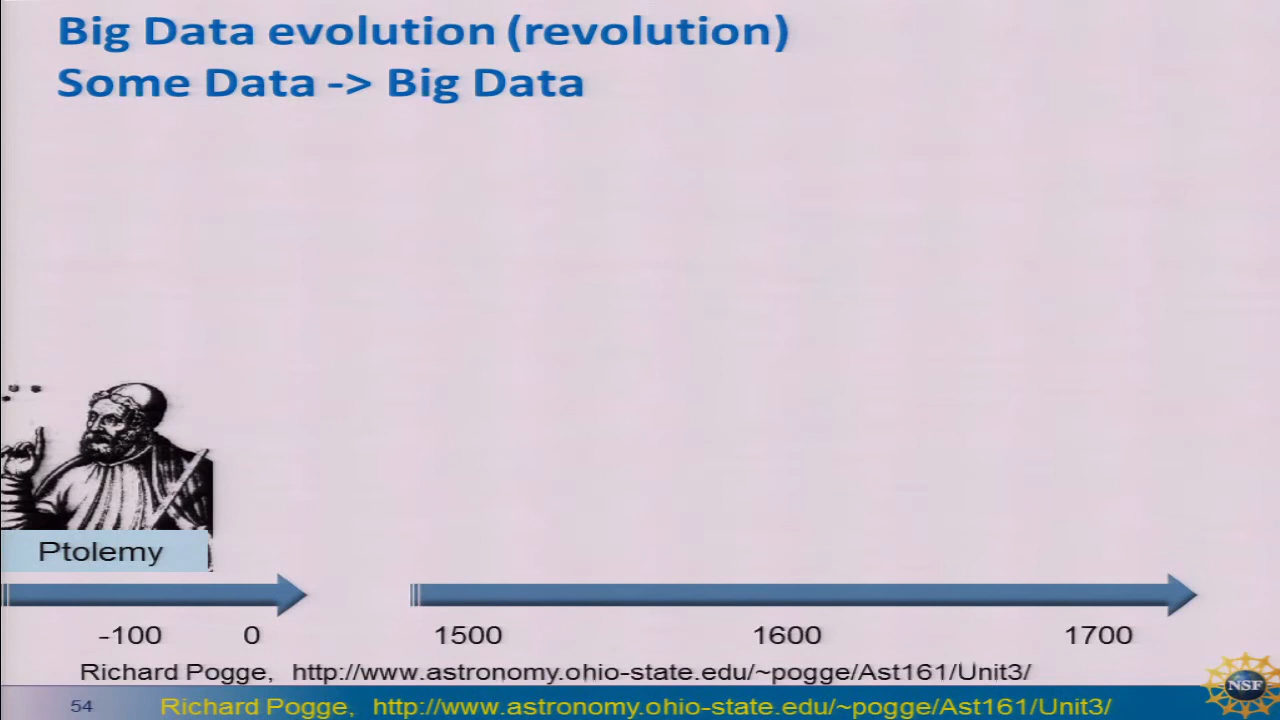 Big Data evolution (revolution)
Some Data -> Big Data
Ptolemy
-100 0 1500 1600 1700
Richard Pogge, http://www.astronomy.ohio-state.edu/~pogge/Ast161/Unit3/
54 Richard Pogge, http://www.astronomy.ohio-state.edu/~pogge/Ast161/Unit3/
NSF